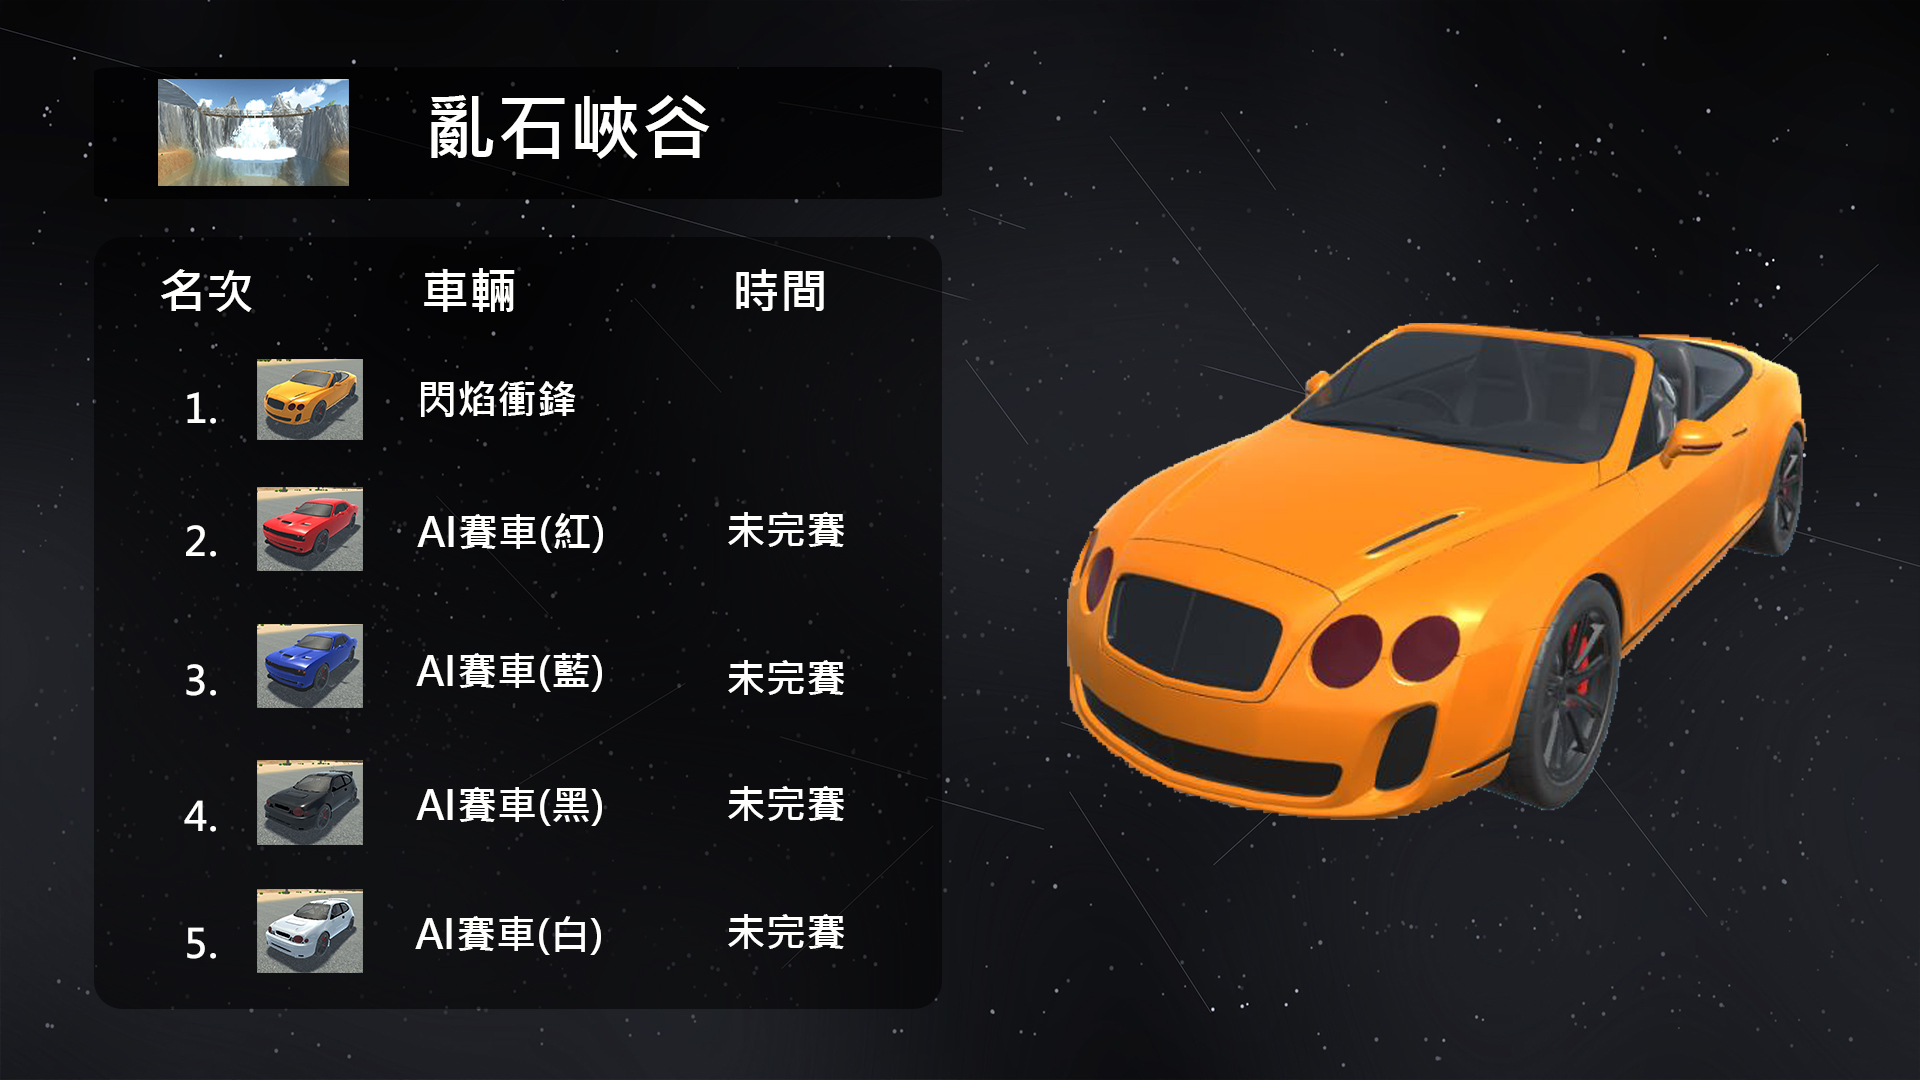 亂石峽谷
名次 車輛 時間
1. 閃焰衝鋒
2. AI賽車(紅) 未完賽
3. AI賽車(藍) 未完賽
4. AI賽車(黑) 未完賽
5. AI賽車(白) 未完賽